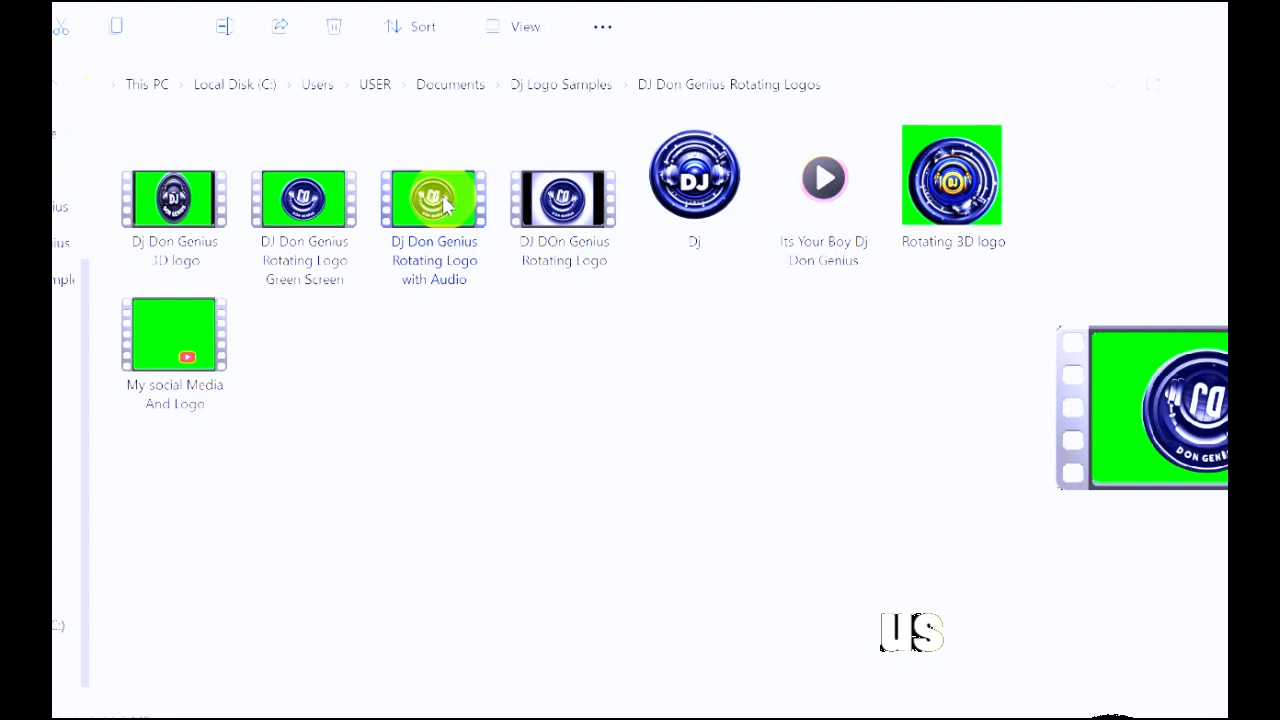 Sort View
This PC › Local Disk (C:) › Users › USER › Documents › Dj Logo Samples › DJ Don Genius Rotating Logos
DJ
Dj Don Genius
3D logo
DJ Don Genius
Rotating Logo
Green Screen
Dj Don Genius
Rotating Logo
with Audio
DJ DOn Genius
Rotating Logo
Dj
Its Your Boy Dj
Don Genius
Rotating 3D logo
My social Media
And Logo
DON GEN
us
C:)